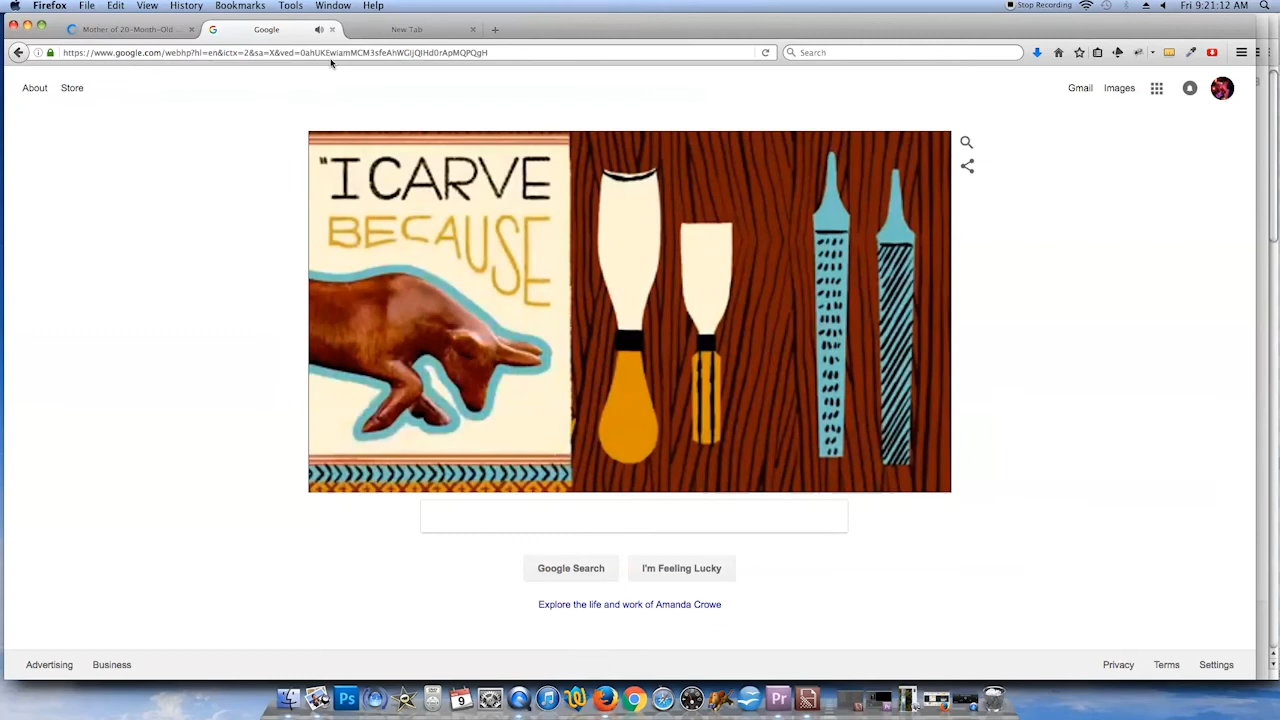 Firefox File Edit View History Bookmarks Tools Window Help Stop Recording Fri 9:21:12 AM
Mother of 20-Month-Old ... Google New Tab
https://www.google.com/webhp?hl=en&ictx=2&sa=X&ved=0ahUKEwiamMCM3sfeAhWGljQIHd0rApMQPQgH Search
About Store Gmail Images
"I CARVE
BECAUSE
Google Search I'm Feeling Lucky
Explore the life and work of Amanda Crowe
Advertising Business Privacy Terms Settings
9
Ps
Pr